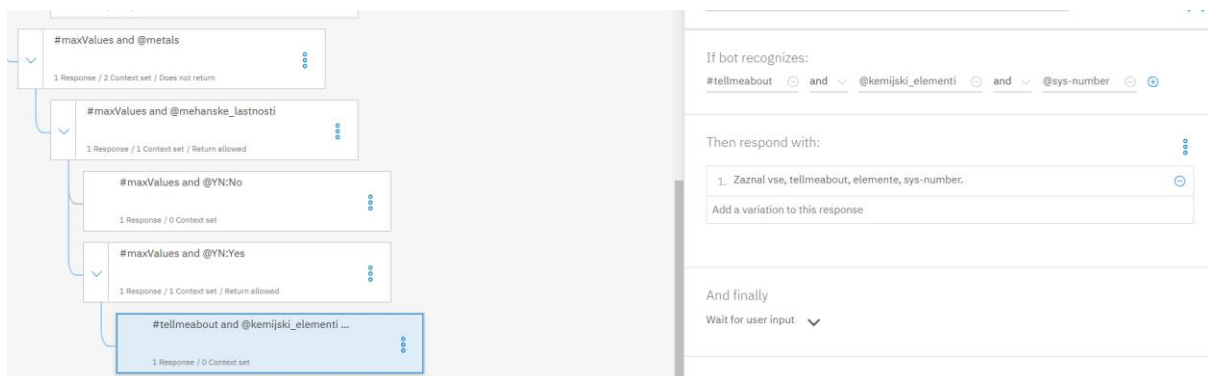 #maxValues and @metals
1 Response / 2 Context set / Does not return
#maxValues and @mehanske_lastnosti
1 Response / 1 Context set / Return allowed
#maxValues and @YN:No
1 Response / 0 Context set
#maxValues and @YN:Yes
1 Response / 1 Context set / Return allowed
#tellmeabout and @kemijski_elementi ...
1 Response / 0 Context set
If bot recognizes:
#tellmeabout and @kemijski_elementi and @sys-number
Then respond with:
1. Zaznal vse, tellmeabout, elemente, sys-number.
Add a variation to this response
And finally
Wait for user input